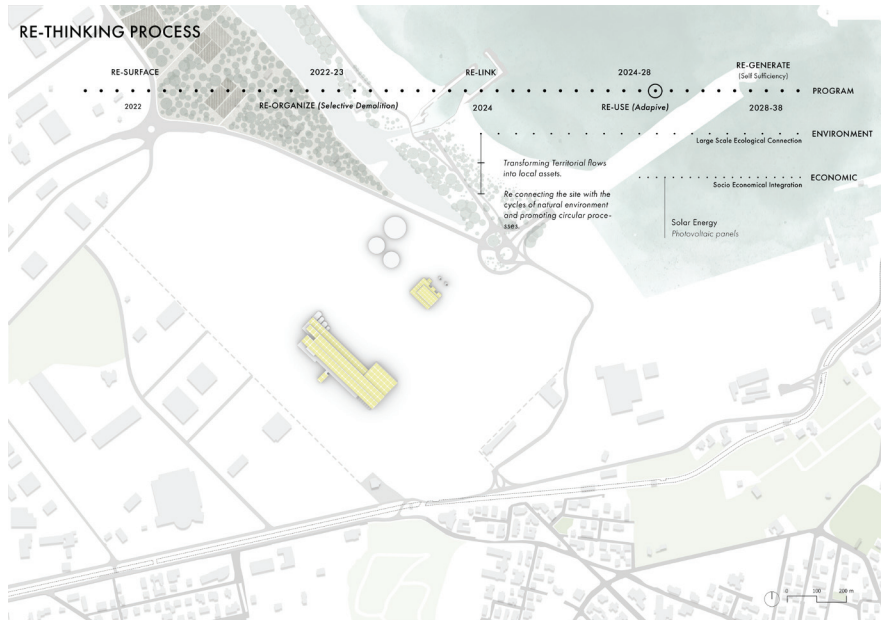 RE-THINKING PROCESS
RE-SURFACE
2022-23
RE-LINK
2024-28
RE-GENERATE
(Self Sufficiency)
PROGRAM
2022
RE-ORGANIZE (Selective Demolition)
2024
RE-USE (Adapive)
2028-38
ENVIRONMENT
Large Scale Ecological Connection
Transforming Territorial flows
into local assets.
ECONOMIC
Socio Economical Integration
Re connecting the site with the
cycles of natural environment
and promoting circular proce-
sses.
Solar Energy
Photovoltaic panels
0 100 200 m